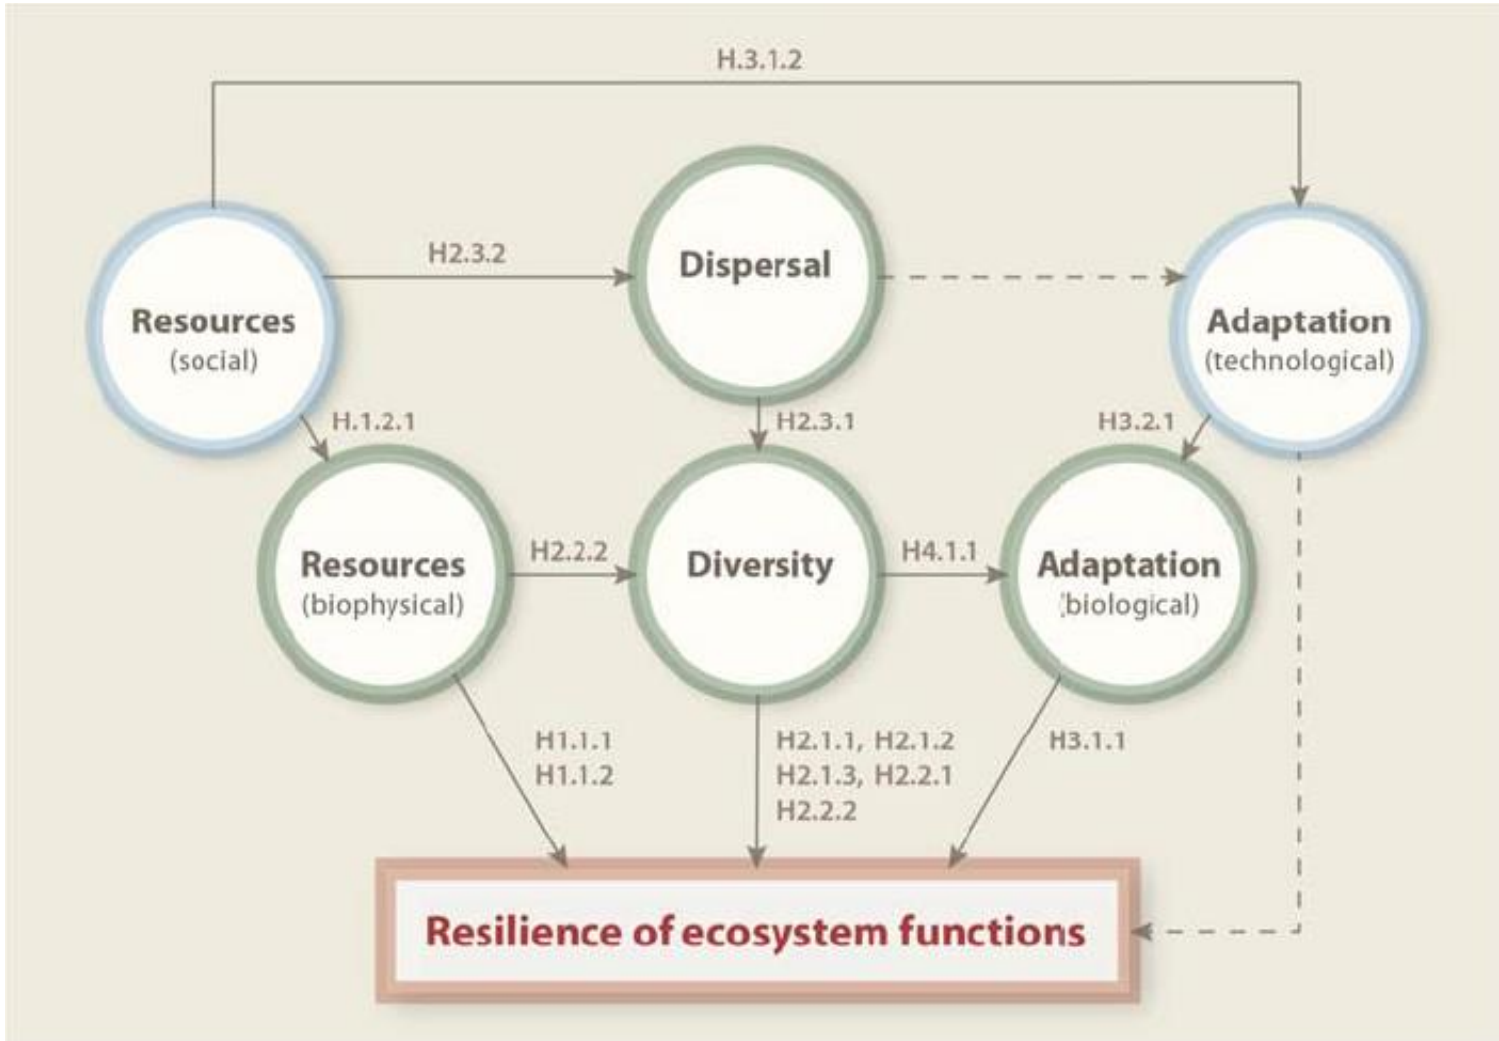 H.3.1.2
H2.3.2
Dispersal
Resources
(social)
Adaptation
(technological)
H.1.2.1
H2.3.1
H3.2.1
H2.2.2
H4.1.1
Resources
(biophysical)
Diversity
Adaptation
(biological)
H1.1.1
H1.1.2
H2.1.1, H2.1.2
H2.1.3, H2.2.1
H2.2.2
H3.1.1
Resilience of ecosystem functions